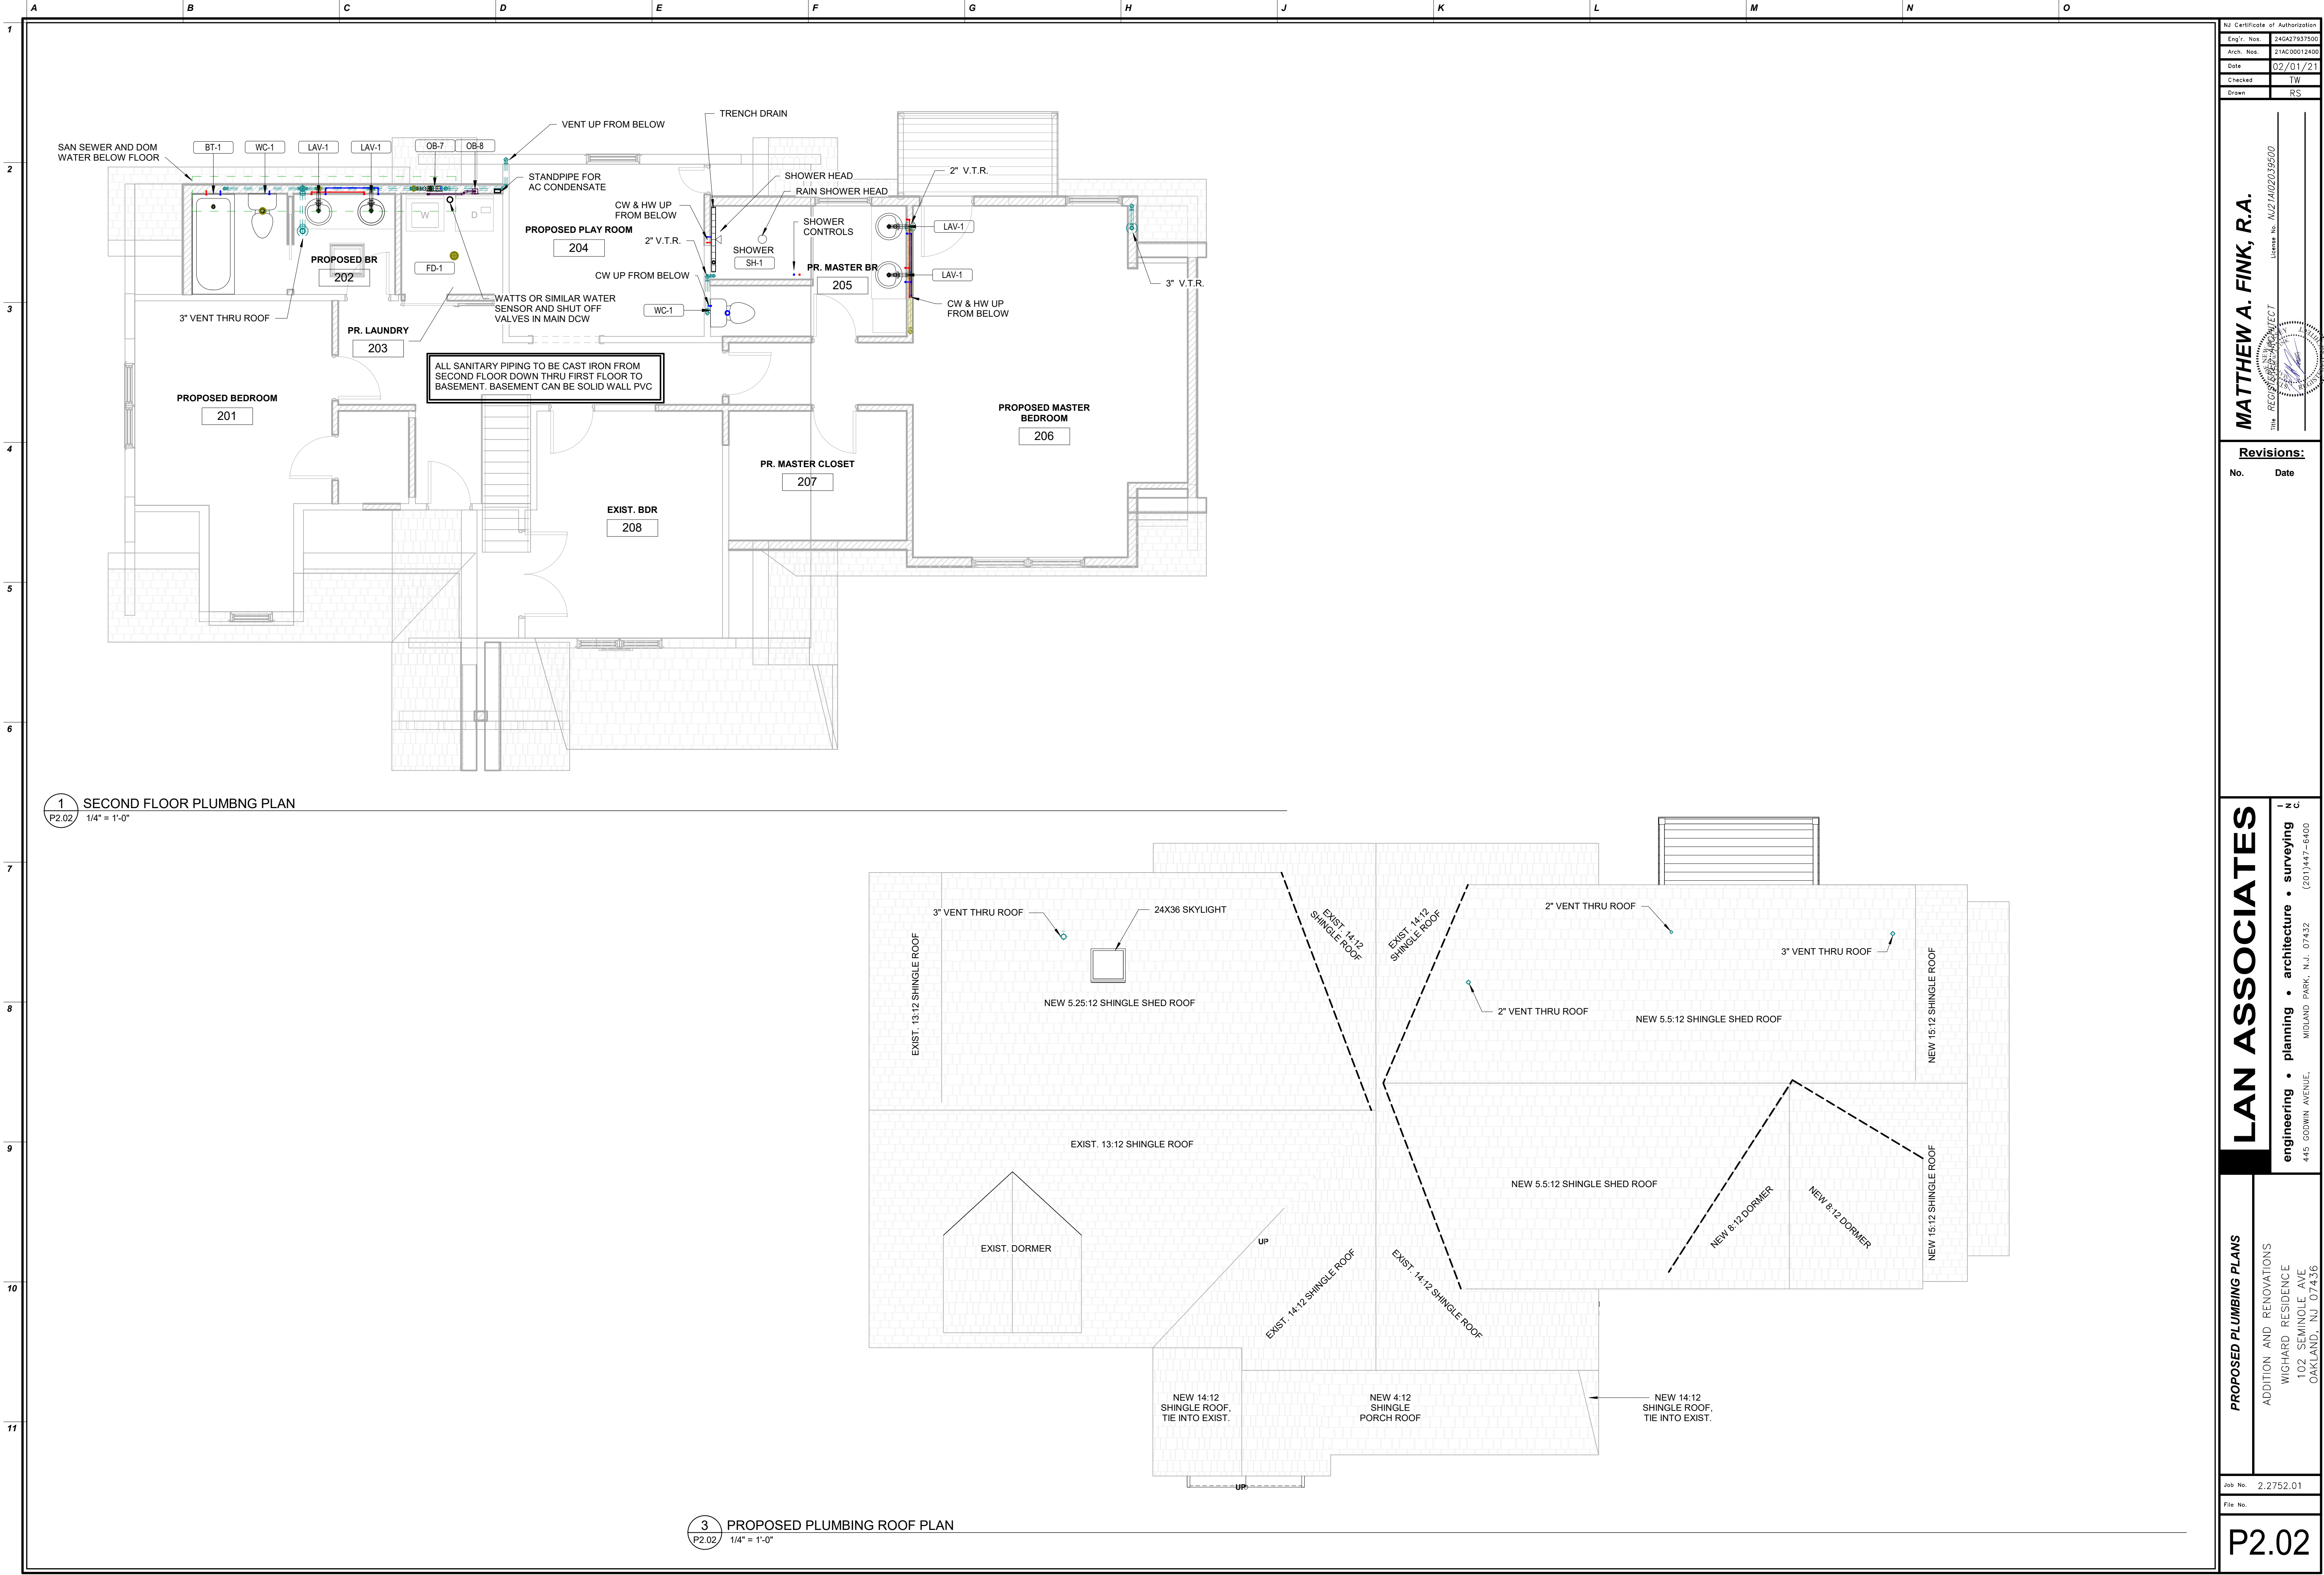 A B C D E F G H J K L M N O
1
2
3
4
5
6
7
8
9
10
11
SAN SEWER AND DOM
WATER BELOW FLOOR
BT-1
WC-1
LAV-1
LAV-1
OB-7
OB-8
VENT UP FROM BELOW
TRENCH DRAIN
STANDPIPE FOR
AC CONDENSATE
SHOWER HEAD
RAIN SHOWER HEAD
2" V.T.R.
CW & HW UP
FROM BELOW
SHOWER
CONTROLS
LAV-1
W
D
PROPOSED PLAY ROOM
204
2" V.T.R.
SHOWER
SH-1
PROPOSED BR
202
FD-1
CW UP FROM BELOW
PR. MASTER BR
205
LAV-1
3" V.T.R.
WATTS OR SIMILAR WATER
SENSOR AND SHUT OFF
VALVES IN MAIN DCW
WC-1
CW & HW UP
FROM BELOW
3" VENT THRU ROOF
PR. LAUNDRY
203
ALL SANITARY PIPING TO BE CAST IRON FROM
SECOND FLOOR DOWN THRU FIRST FLOOR TO
BASEMENT. BASEMENT CAN BE SOLID WALL PVC
PROPOSED BEDROOM
201
PROPOSED MASTER
BEDROOM
206
PR. MASTER CLOSET
207
EXIST. BDR
208
1
P2.02
SECOND FLOOR PLUMBNG PLAN
1/4" = 1'-0"
3" VENT THRU ROOF
24X36 SKYLIGHT
EXIST. 14:12
SHINGLE ROOF
EXIST. 14:12
SHINGLE ROOF
2" VENT THRU ROOF
3" VENT THRU ROOF
EXIST. 13:12 SHINGLE ROOF
NEW 5.25:12 SHINGLE SHED ROOF
2" VENT THRU ROOF
NEW 5.5:12 SHINGLE SHED ROOF
NEW 15:12 SHINGLE ROOF
EXIST. 13:12 SHINGLE ROOF
NEW 5.5:12 SHINGLE SHED ROOF
NEW 8:12 DORMER
NEW 8:12 DORMER
NEW 15:12 SHINGLE ROOF
EXIST. DORMER
UP
EXIST. 14:12 SHINGLE ROOF
EXIST. 14:12 SHINGLE ROOF
NEW 14:12
SHINGLE ROOF,
TIE INTO EXIST.
NEW 4:12
SHINGLE
PORCH ROOF
NEW 14:12
SHINGLE ROOF,
TIE INTO EXIST.
UP
3
P2.02
PROPOSED PLUMBING ROOF PLAN
1/4" = 1'-0"
NJ Certificate of Authorization
Eng'r. Nos. 24GA27937500
Arch. Nos. 21AC00012400
Date 02/01/21
Checked TW
Drawn RS
MATTHEW A. FINK, R.A.
Title REGISTERED ARCHITECT License No. NJ21AI02039500
Revisions:
No. Date
LAN ASSOCIATES
INC.
engineering • planning • architecture • surveying
445 GODWIN AVENUE, MIDLAND PARK, N.J. 07432 (201)447-6400
PROPOSED PLUMBING PLANS
ADDITION AND RENOVATIONS
WIGHARD RESIDENCE
102 SEMINOLE AVE
OAKLAND, NJ 07436
Job No. 2.2752.01
File No.
P2.02